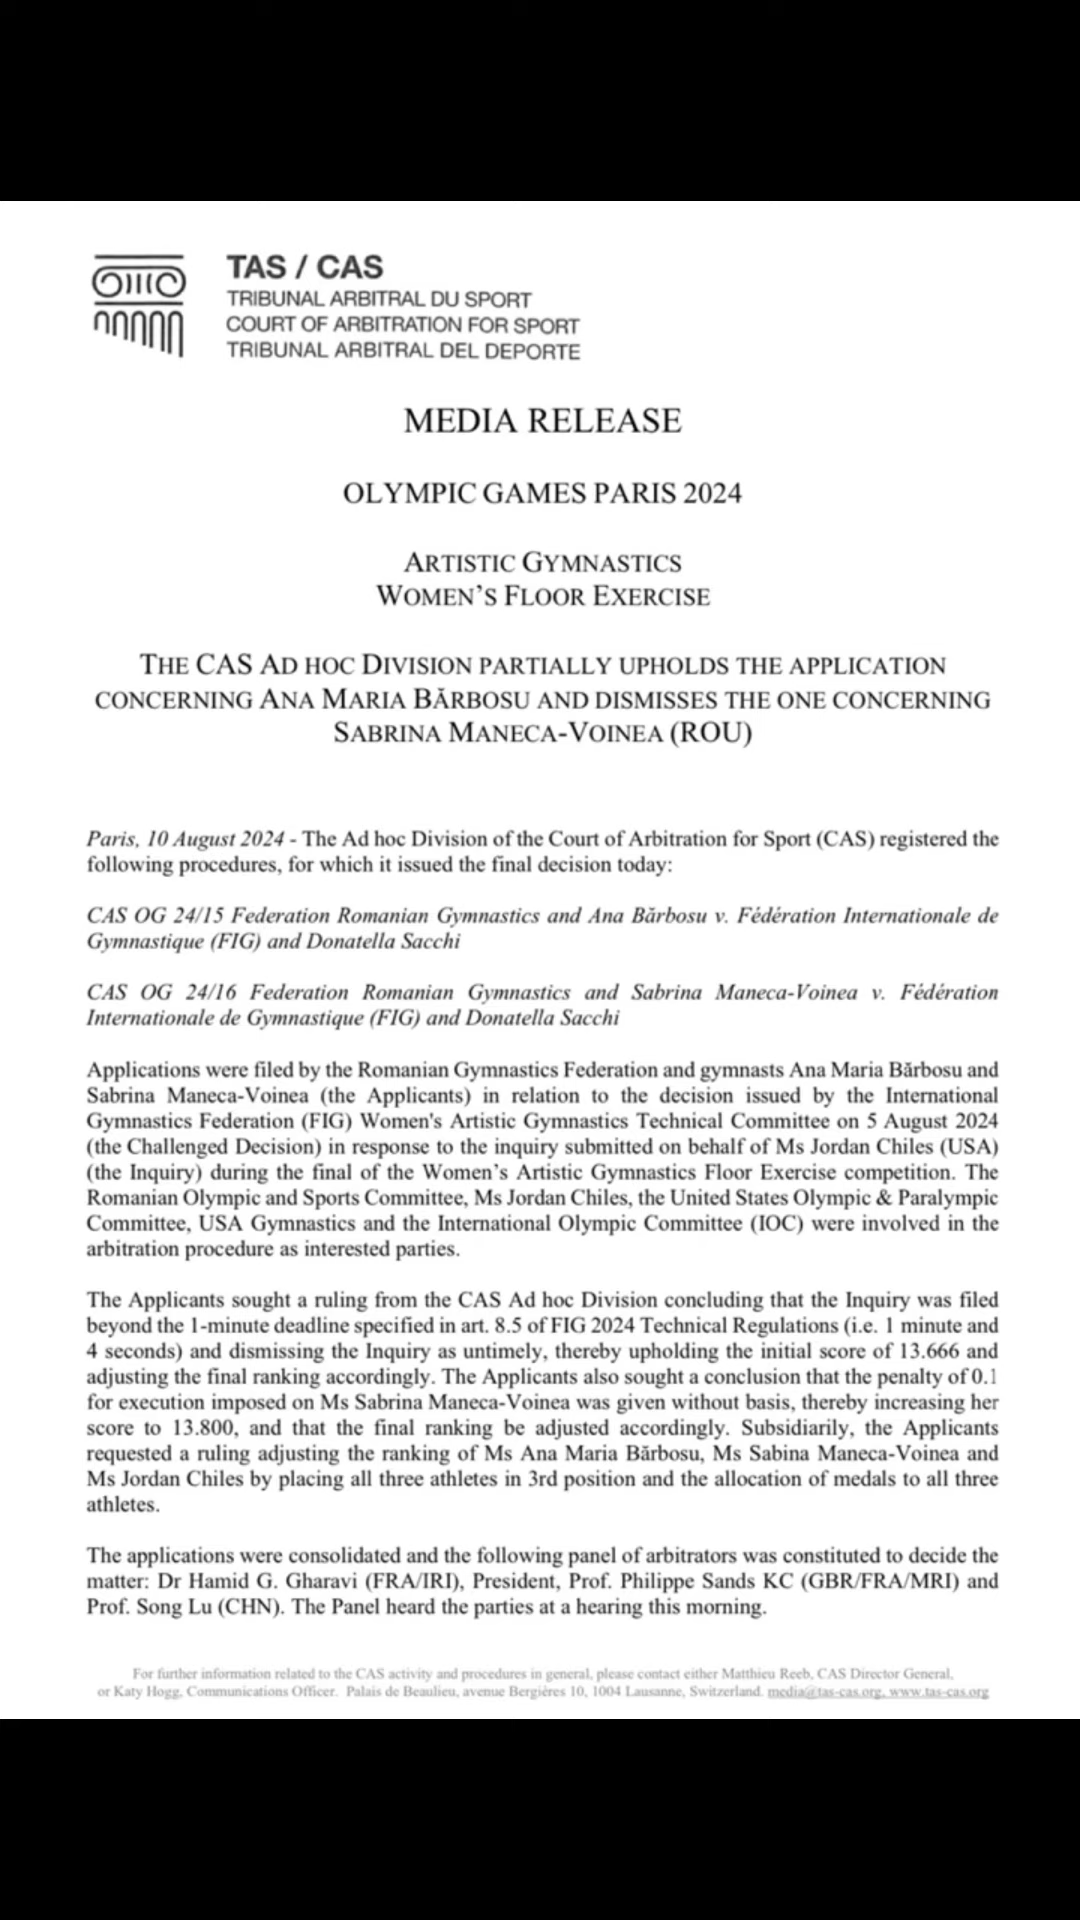 TAS / CAS
TRIBUNAL ARBITRAL DU SPORT
COURT OF ARBITRATION FOR SPORT
TRIBUNAL ARBITRAL DEL DEPORTE
MEDIA RELEASE
OLYMPIC GAMES PARIS 2024
ARTISTIC GYMNASTICS
WOMEN'S FLOOR EXERCISE
THE CAS AD HOC DIVISION PARTIALLY UPHOLDS THE APPLICATION
CONCERNING ANA MARIA BĂRBOSU AND DISMISSES THE ONE CONCERNING
SABRINA MANECA-VOINEA (ROU)
Paris, 10 August 2024 - The Ad hoc Division of the Court of Arbitration for Sport (CAS) registered the
following procedures, for which it issued the final decision today:
CAS OG 24/15 Federation Romanian Gymnastics and Ana Bărbosu v. Fédération Internationale de
Gymnastique (FIG) and Donatella Sacchi
CAS OG 24/16 Federation Romanian Gymnastics and Sabrina Maneca-Voinea v. Fédération
Internationale de Gymnastique (FIG) and Donatella Sacchi
Applications were filed by the Romanian Gymnastics Federation and gymnasts Ana Maria Bărbosu and
Sabrina Maneca-Voinea (the Applicants) in relation to the decision issued by the International
Gymnastics Federation (FIG) Women's Artistic Gymnastics Technical Committee on 5 August 2024
(the Challenged Decision) in response to the inquiry submitted on behalf of Ms Jordan Chiles (USA)
(the Inquiry) during the final of the Women's Artistic Gymnastics Floor Exercise competition. The
Romanian Olympic and Sports Committee, Ms Jordan Chiles, the United States Olympic & Paralympic
Committee, USA Gymnastics and the International Olympic Committee (IOC) were involved in the
arbitration procedure as interested parties.
The Applicants sought a ruling from the CAS Ad hoc Division concluding that the Inquiry was filed
beyond the 1-minute deadline specified in art. 8.5 of FIG 2024 Technical Regulations (i.e. 1 minute and
4 seconds) and dismissing the Inquiry as untimely, thereby upholding the initial score of 13.666 and
adjusting the final ranking accordingly. The Applicants also sought a conclusion that the penalty of 0.1
for execution imposed on Ms Sabrina Maneca-Voinea was given without basis, thereby increasing her
score to 13.800, and that the final ranking be adjusted accordingly. Subsidiarily, the Applicants
requested a ruling adjusting the ranking of Ms Ana Maria Bărbosu, Ms Sabina Maneca-Voinea and
Ms Jordan Chiles by placing all three athletes in 3rd position and the allocation of medals to all three
athletes.
The applications were consolidated and the following panel of arbitrators was constituted to decide the
matter: Dr Hamid G. Gharavi (FRA/IRI), President, Prof. Philippe Sands KC (GBR/FRA/MRI) and
Prof. Song Lu (CHN). The Panel heard the parties at a hearing this morning.
For further information related to the CAS activity and procedures in general, please contact either Matthieu Reeb, CAS Director General,
or Katy Hogg, Communications Officer. Palais de Beaulieu, avenue Bergières 10, 1004 Lausanne, Switzerland. media@tas-cas.org, www.tas-cas.org